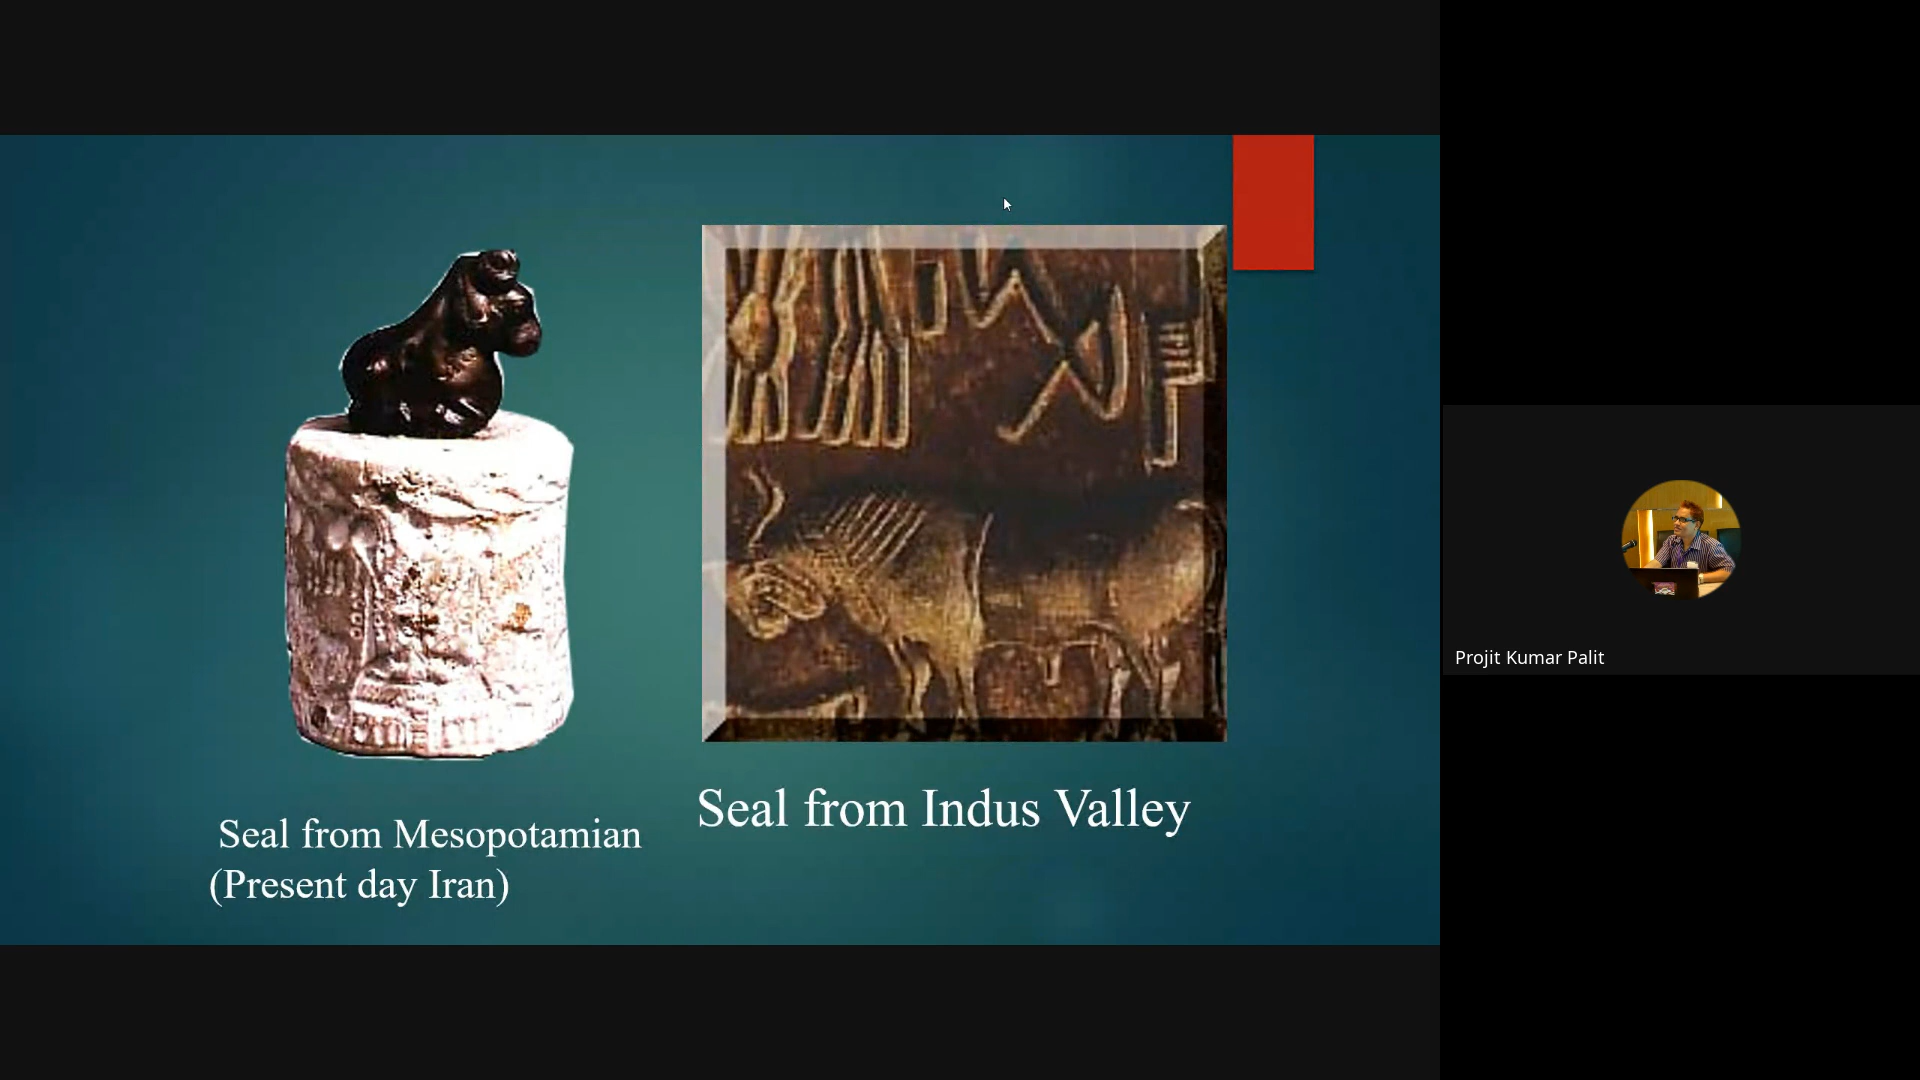 Seal from Mesopotamian
(Present day Iran)
Seal from Indus Valley
Projit Kumar Palit